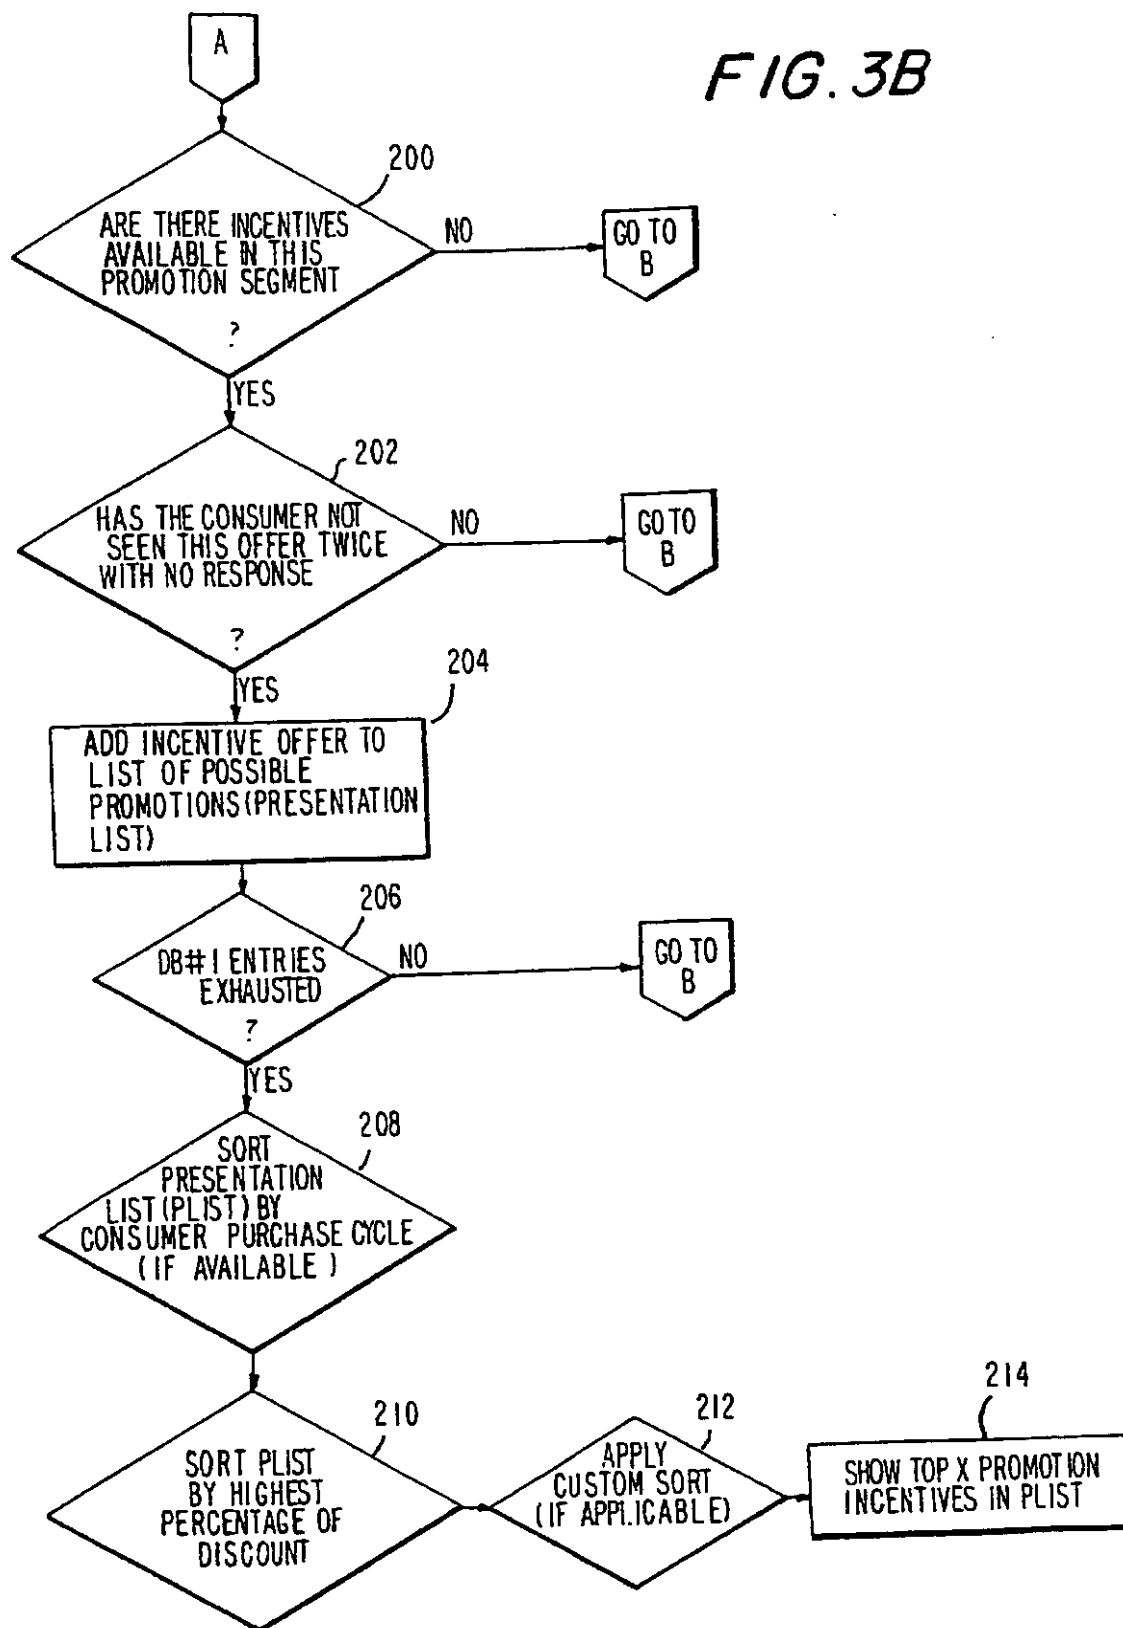 A
FIG. 3B
200
ARE THERE INCENTIVES
AVAILABLE IN THIS
PROMOTION SEGMENT
?
NO
GO TO
B
YES
202
HAS THE CONSUMER NOT
SEEN THIS OFFER TWICE
WITH NO RESPONSE
?
NO
GO TO
B
YES
204
ADD INCENTIVE OFFER TO
LIST OF POSSIBLE
PROMOTIONS (PRESENTATION
LIST)
206
DB#1 ENTRIES
EXHAUSTED
?
NO
GO TO
B
YES
208
SORT
PRESENTATION
LIST (PLIST) BY
CONSUMER PURCHASE CYCLE
(IF AVAILABLE)
210
SORT PLIST
BY HIGHEST
PERCENTAGE OF
DISCOUNT
212
APPLY
CUSTOM SORT
(IF APPLICABLE)
214
SHOW TOP X PROMOTION
INCENTIVES IN PLIST